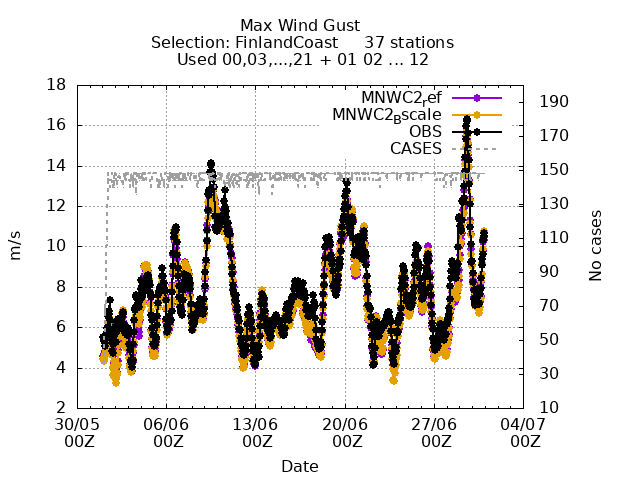 Max Wind Gust
Selection: FinlandCoast 37 stations
Used 00,03,...,21 + 01 02 ... 12
18
16
14
12
10
8
6
4
2
m/s
MNWC2_ref
MNWC2_Bscale
OBS
CASES
190
170
150
130
110
90
70
50
30
10
No cases
30/05 06/06 13/06 20/06 27/06 04/07
00Z 00Z 00Z 00Z 00Z 00Z
Date